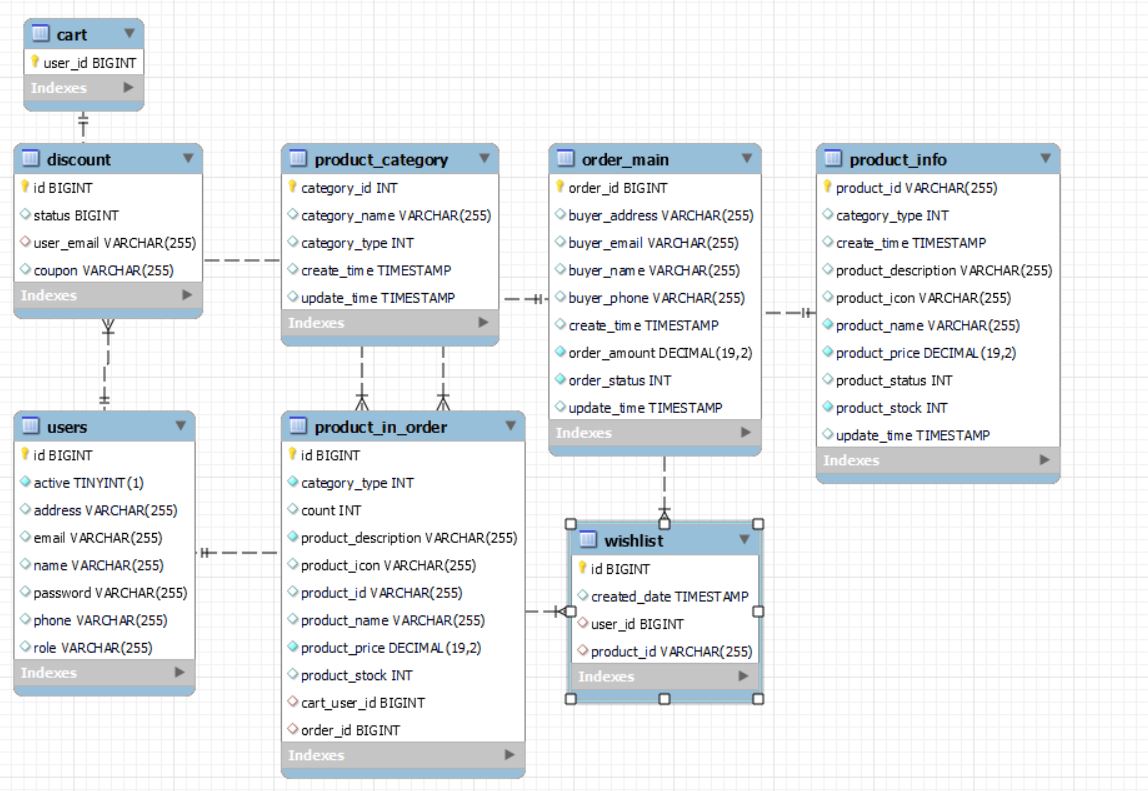 cart
user_id BIGINT
Indexes
discount
id BIGINT
status BIGINT
user_email VARCHAR(255)
coupon VARCHAR(255)
Indexes
product_category
category_id INT
category_name VARCHAR(255)
category_type INT
create_time TIMESTAMP
update_time TIMESTAMP
Indexes
order_main
order_id BIGINT
buyer_address VARCHAR(255)
buyer_email VARCHAR(255)
buyer_name VARCHAR(255)
buyer_phone VARCHAR(255)
create_time TIMESTAMP
order_amount DECIMAL(19,2)
order_status INT
update_time TIMESTAMP
Indexes
product_info
product_id VARCHAR(255)
category_type INT
create_time TIMESTAMP
product_description VARCHAR(255)
product_icon VARCHAR(255)
product_name VARCHAR(255)
product_price DECIMAL(19,2)
product_status INT
product_stock INT
update_time TIMESTAMP
Indexes
users
id BIGINT
active TINYINT(1)
address VARCHAR(255)
email VARCHAR(255)
name VARCHAR(255)
password VARCHAR(255)
phone VARCHAR(255)
role VARCHAR(255)
Indexes
product_in_order
id BIGINT
category_type INT
count INT
product_description VARCHAR(255)
product_icon VARCHAR(255)
product_id VARCHAR(255)
product_name VARCHAR(255)
product_price DECIMAL(19,2)
product_stock INT
cart_user_id BIGINT
order_id BIGINT
Indexes
wishlist
id BIGINT
created_date TIMESTAMP
user_id BIGINT
product_id VARCHAR(255)
Indexes